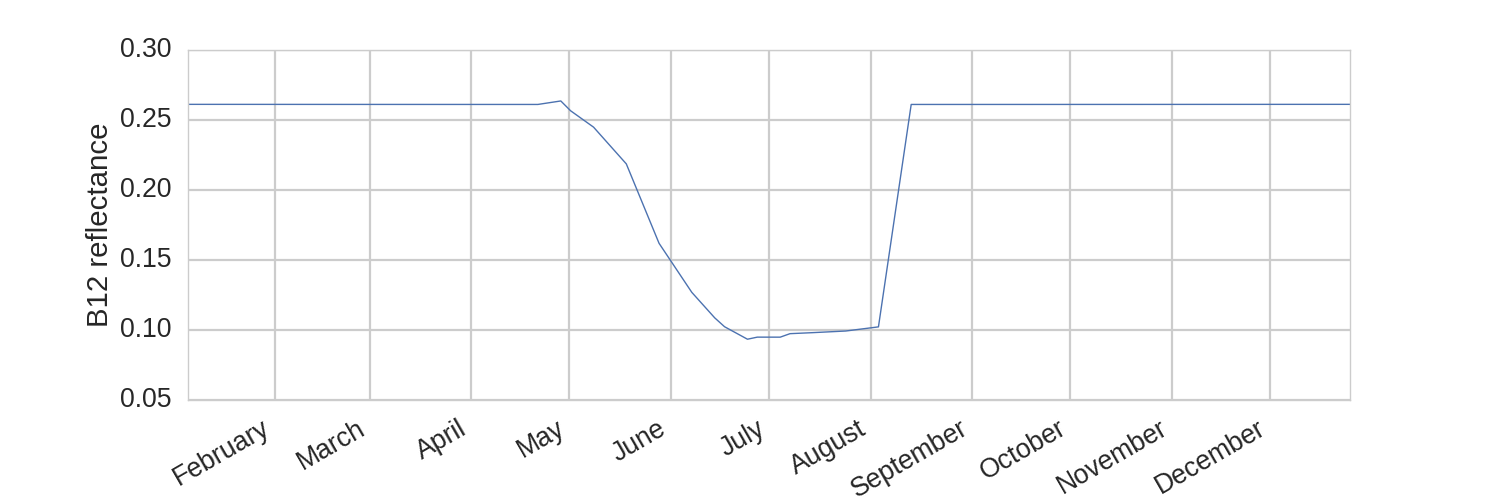 0.30
0.25
0.20
0.15
0.10
0.05
B12 reflectance
February
March
April
May
June
July
August
September
October
November
December